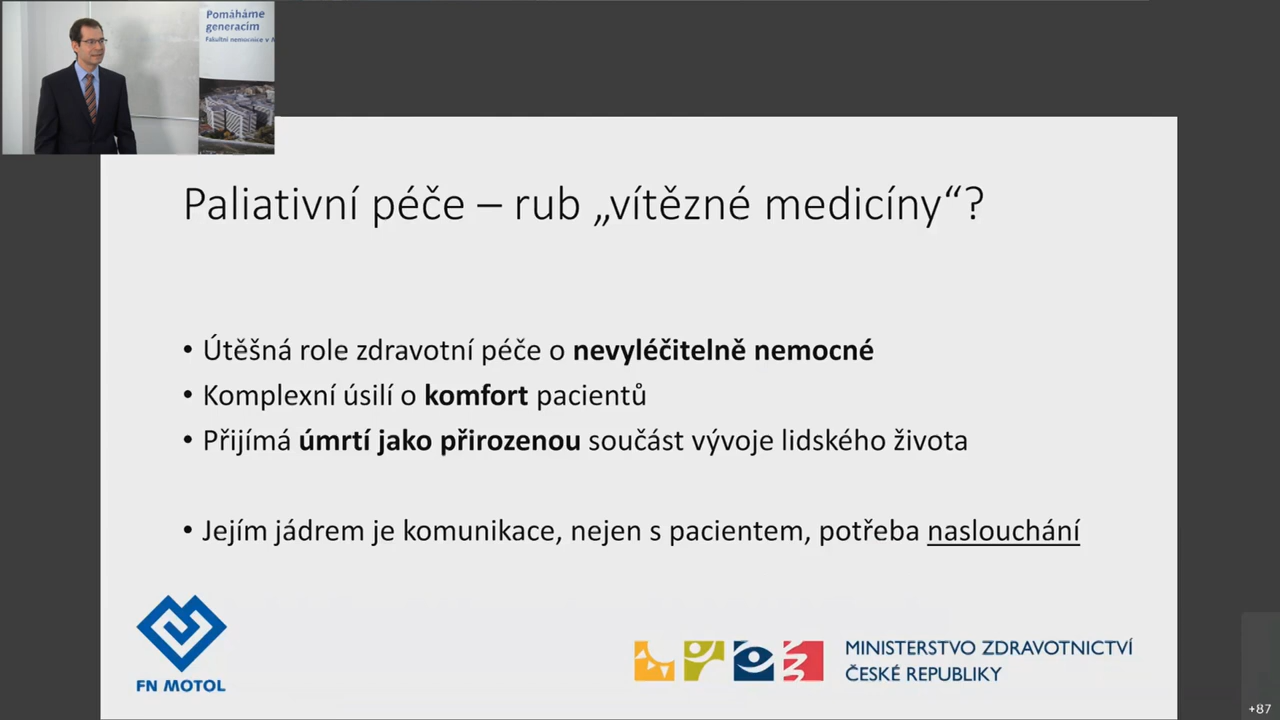 Pomáháme
generacím
Fakultní nemocnice v
Paliativní péče – rub „vítězné medicíny“?
• Útěšná role zdravotní péče o nevyléčitelně nemocné
• Komplexní úsilí o komfort pacientů
• Přijímá úmrtí jako přirozenou součást vývoje lidského života
• Jejím jádrem je komunikace, nejen s pacientem, potřeba naslouchání
FN MOTOL
MINISTERSTVO ZDRAVOTNICTVÍ
ČESKÉ REPUBLIKY
+87